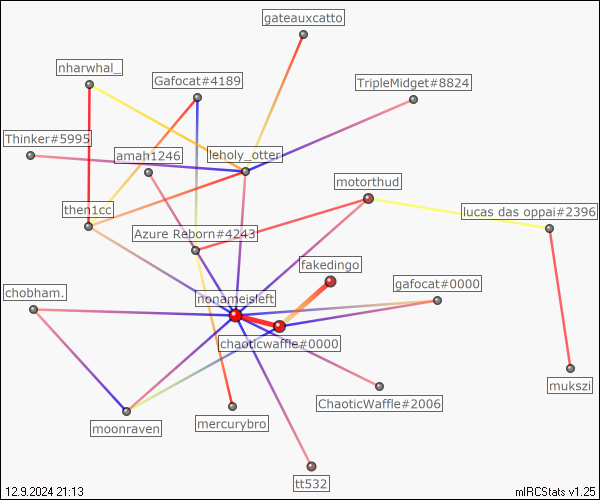 gateauxcatto
nharwhal_
Gafocat#4189
TripleMidget#8824
Thinker#5995
amah1246
leholy_otter
motorthud
then1cc
lucas das oppai#2396
Azure Reborn#4243
fakedingo
gafocat#0000
chobham.
nonameisleft
chaoticwaffle#0000
mukszi
ChaoticWaffle#2006
moonraven
mercurybro
tt532
12.9.2024 21:13
mIRCStats v1.25